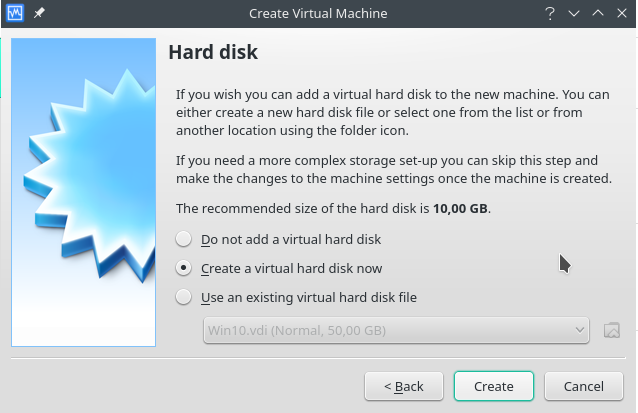 Create Virtual Machine
Hard disk
If you wish you can add a virtual hard disk to the new machine. You can
either create a new hard disk file or select one from the list or from
another location using the folder icon.
If you need a more complex storage set-up you can skip this step and
make the changes to the machine settings once the machine is created.
The recommended size of the hard disk is 10,00 GB.
Do not add a virtual hard disk
Create a virtual hard disk now
Use an existing virtual hard disk file
Win10.vdi (Normal, 50,00 GB)
< Back
Create
Cancel